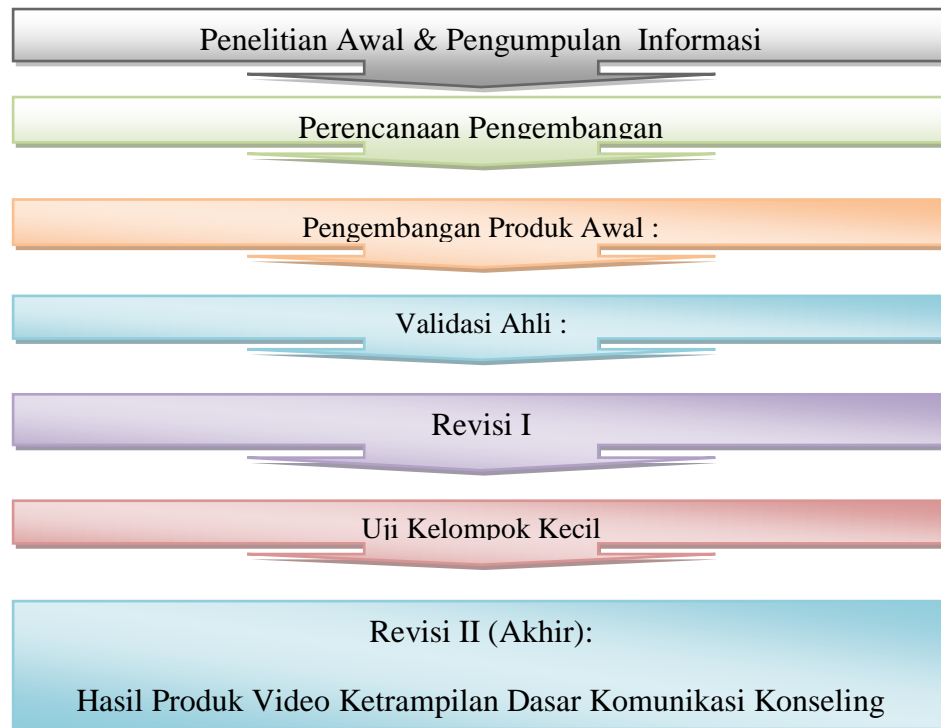 Penelitian Awal & Pengumpulan  Informasi
Perencanaan Pengembangan
Pengembangan Produk Awal :
Validasi Ahli :
Revisi I
Uji Kelompok Kecil
Revisi II (Akhir):
Hasil Produk Video Ketrampilan Dasar Komunikasi Konseling